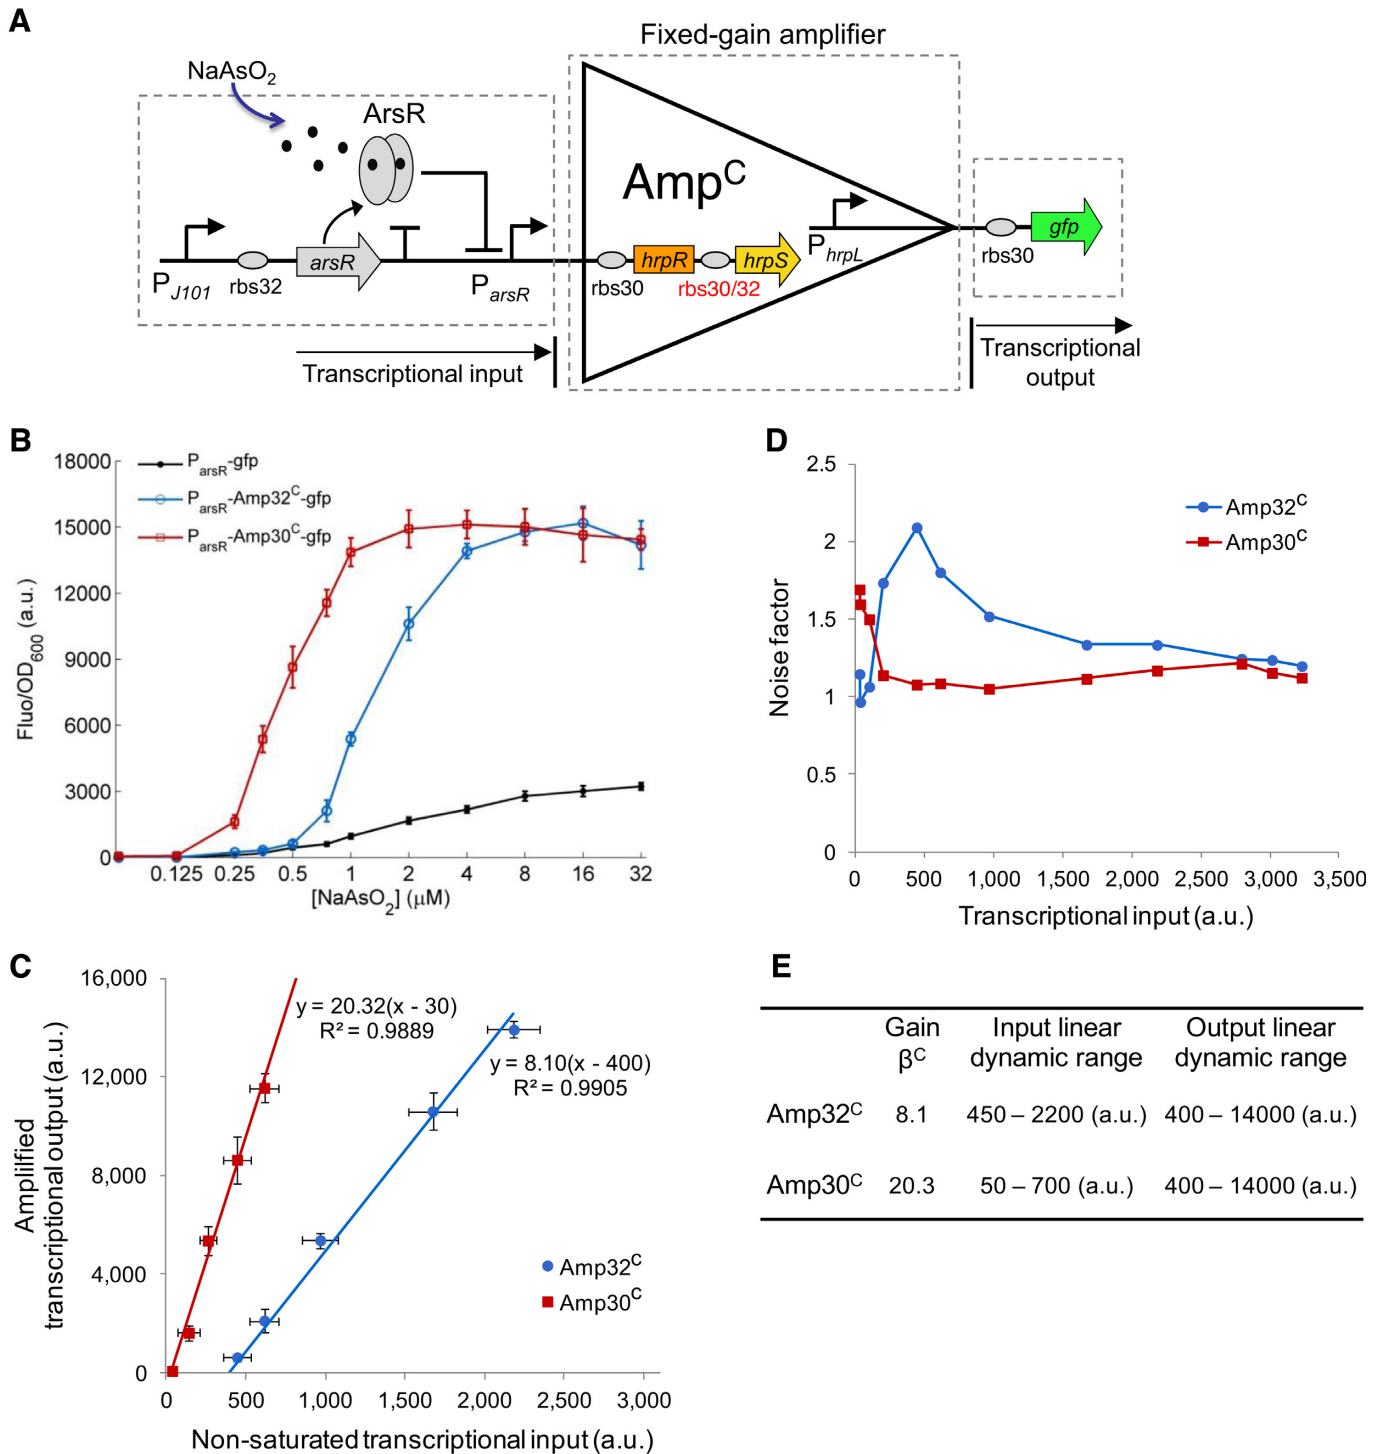 A
Fixed-gain amplifier
NaAsO2
ArsR
AmpC
PJ101
rbs32
arsR
ParsR
rbs30
hrpR
rbs30/32
hrpS
PhrpL
rbs30
gfp
Transcriptional input
Transcriptional
output
B
ParsR-gfp
ParsR-Amp32C-gfp
ParsR-Amp30C-gfp
18000
15000
12000
9000
6000
3000
0
Fluo/OD600 (a.u.)
0.125 0.25 0.5 1 2 4 8 16 32
[NaAsO2] (μM)
D
2.5
2
1.5
1
0.5
0
Noise factor
Amp32C
Amp30C
0 500 1,000 1,500 2,000 2,500 3,000 3,500
Transcriptional input (a.u.)
C
16,000
12,000
8,000
4,000
0
Amplilfied
transcriptional output (a.u.)
y = 20.32(x - 30)
R² = 0.9889
y = 8.10(x - 400)
R² = 0.9905
Amp32C
Amp30C
0 500 1,000 1,500 2,000 2,500 3,000
Non-saturated transcriptional input (a.u.)
E
Gain
βC
Input linear
dynamic range
Output linear
dynamic range
Amp32C 8.1 450 – 2200 (a.u.) 400 – 14000 (a.u.)
Amp30C 20.3 50 – 700 (a.u.) 400 – 14000 (a.u.)